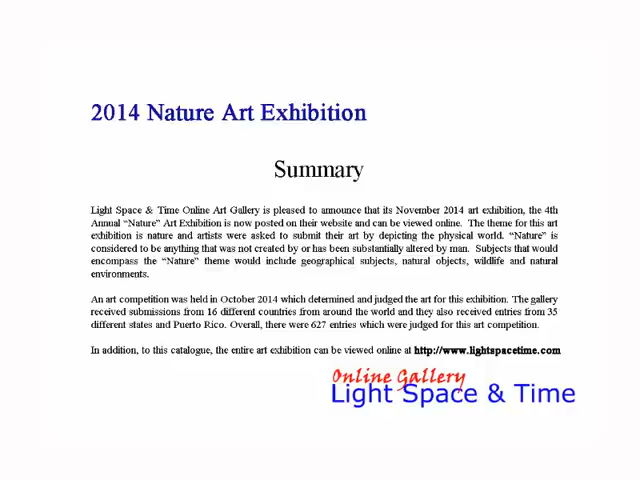 2014 Nature Art Exhibition
Summary
Light Space & Time Online Art Gallery is pleased to announce that its November 2014 art exhibition, the 4th
Annual “Nature” Art Exhibition is now posted on their website and can be viewed online. The theme for this art
exhibition is nature and artists were asked to submit their art by depicting the physical world. “Nature” is
considered to be anything that was not created by or has been substantially altered by man. Subjects that would
encompass the “Nature” theme would include geographical subjects, natural objects, wildlife and natural
environments.
An art competition was held in October 2014 which determined and judged the art for this exhibition. The gallery
received submissions from 16 different countries from around the world and they also received entries from 35
different states and Puerto Rico. Overall, there were 627 entries which were judged for this art competition.
In addition, to this catalogue, the entire art exhibition can be viewed online at http://www.lightspacetime.com
Online Gallery
Light Space & Time